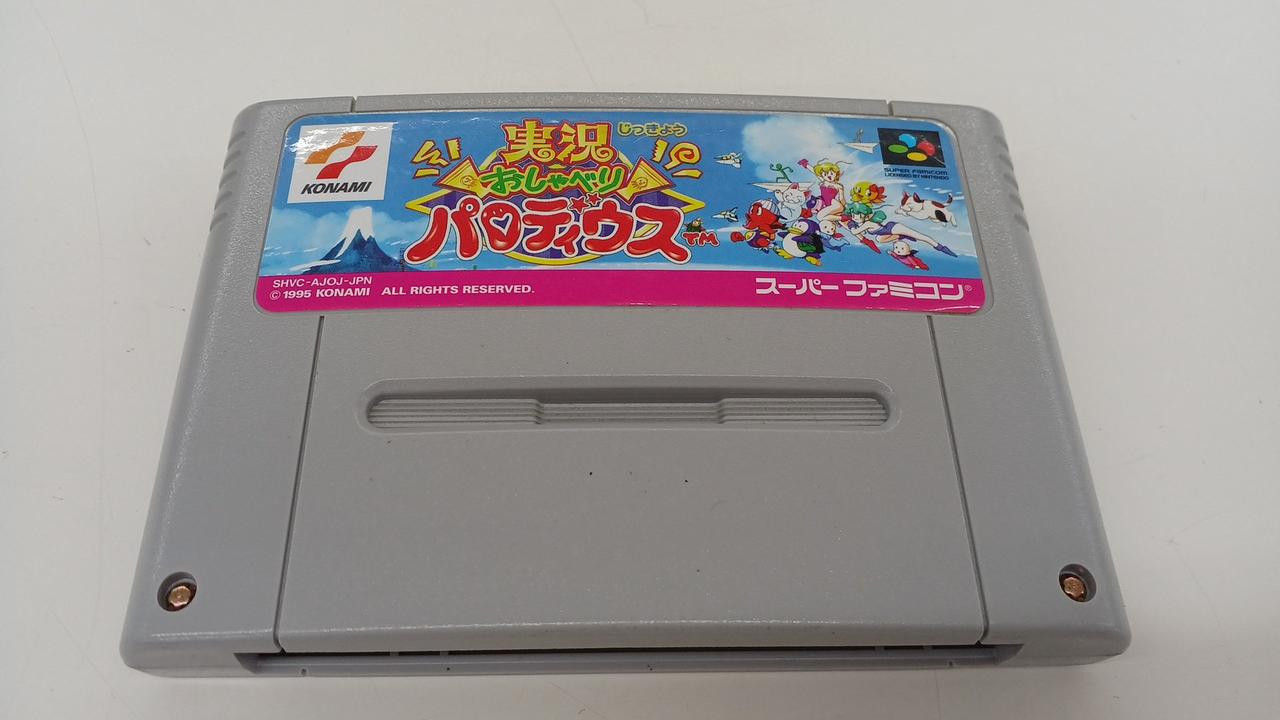 KONAMI
実況
じっきょう
おしゃべり
パロディウス™
SUPER FAMICOM
LICENSED BY NINTENDO
SHVC-AJOJ-JPN
© 1995 KONAMI ALL RIGHTS RESERVED.
スーパーファミコン®